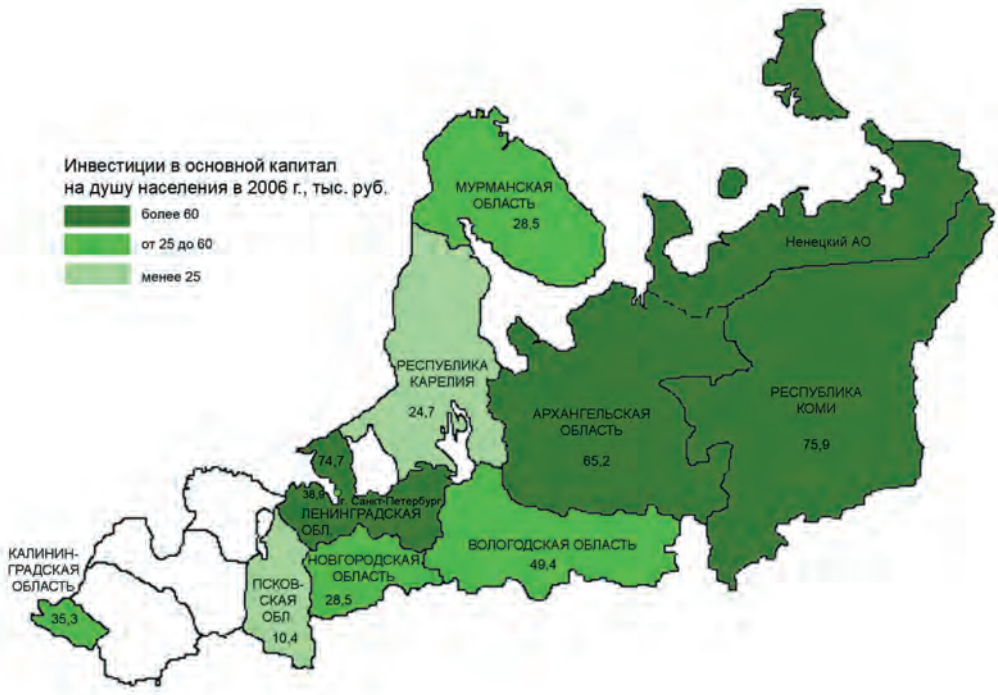 Инвестиции в основной капитал
на душу населения в 2006 г., тыс. руб.
более 60
от 25 до 60
менее 25
МУРМАНСКАЯ
ОБЛАСТЬ
28,5
Ненецкий АО
РЕСПУБЛИКА
КАРЕЛИЯ
24,7
АРХАНГЕЛЬСКАЯ
ОБЛАСТЬ
65,2
РЕСПУБЛИКА
КОМИ
75,9
74,7
38,9
г. Санкт-Петербург
ЛЕНИНГРАДСКАЯ
ОБЛ.
ВОЛОГОДСКАЯ ОБЛАСТЬ
49,4
НОВГОРОДСКАЯ
ОБЛАСТЬ
28,5
ПСКОВ-
СКАЯ
ОБЛ
10,4
КАЛИНИН-
ГРАДСКАЯ
ОБЛАСТЬ
35,3